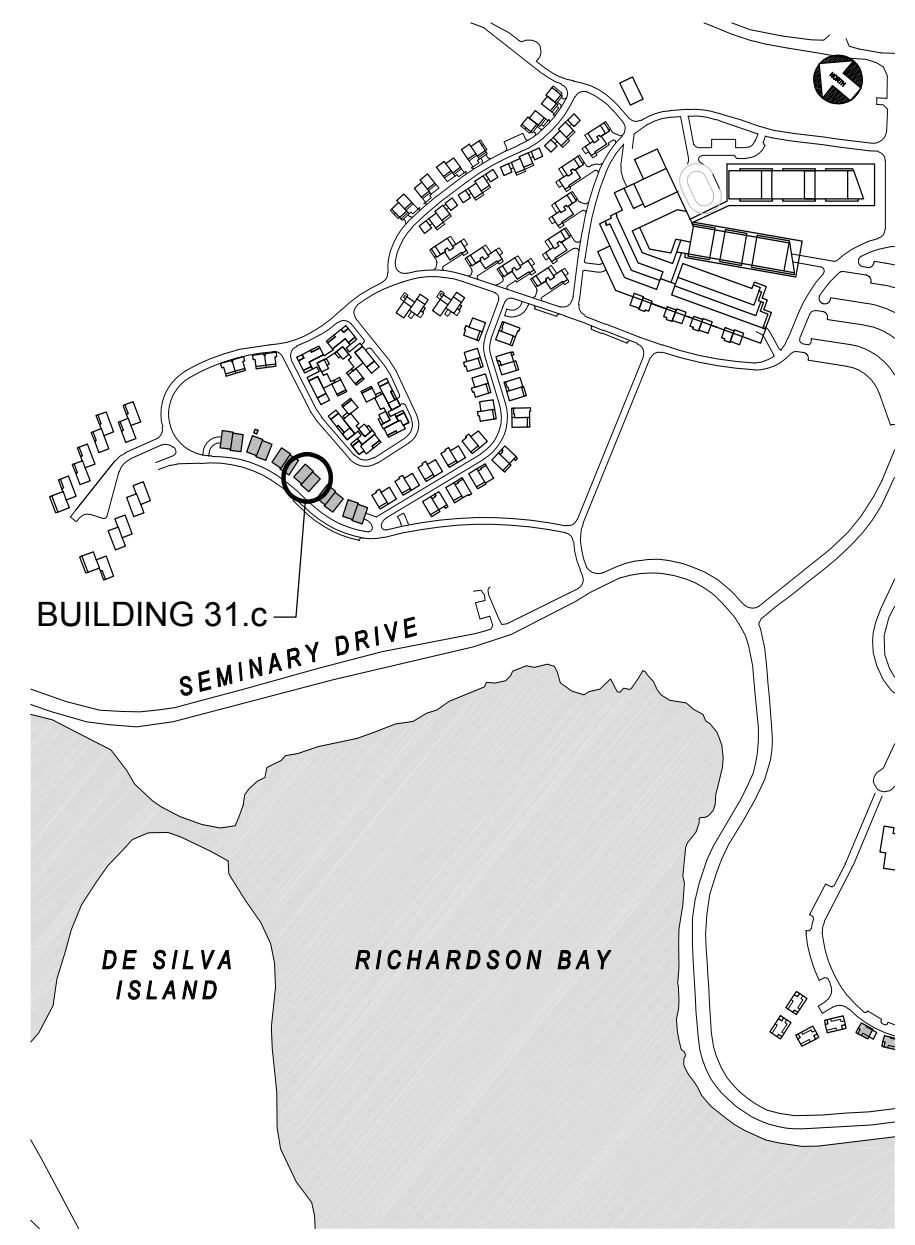 NORTH
BUILDING 31.c
SEMINARY DRIVE
DE SILVA
ISLAND
RICHARDSON BAY